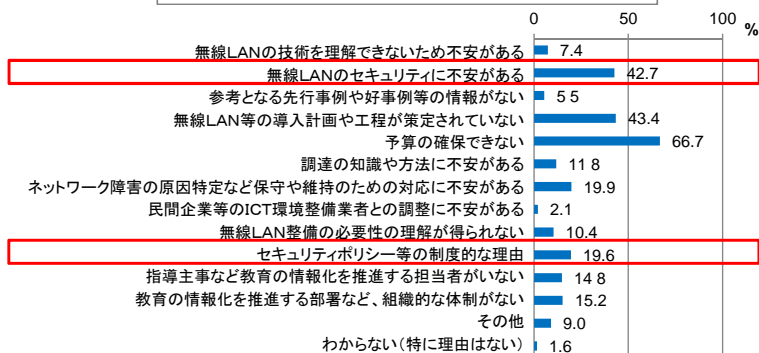 0 50 100 %
無線LANの技術を理解できないため不安がある 7.4
無線LANのセキュリティに不安がある 42.7
参考となる先行事例や好事例等の情報がない 5 5
無線LAN等の導入計画や工程が策定されていない 43.4
予算の確保できない 66.7
調達の知識や方法に不安がある 11 8
ネットワーク障害の原因特定など保守や維持のための対応に不安がある 19.9
民間企業等のICT環境整備業者との調整に不安がある 2.1
無線LAN整備の必要性の理解が得られない 10.4
セキュリティポリシー等の制度的な理由 19.6
指導主事など教育の情報化を推進する担当者がいない 14 8
教育の情報化を推進する部署など、組織的な体制がない 15.2
その他 9.0
わからない(特に理由はない) 1.6